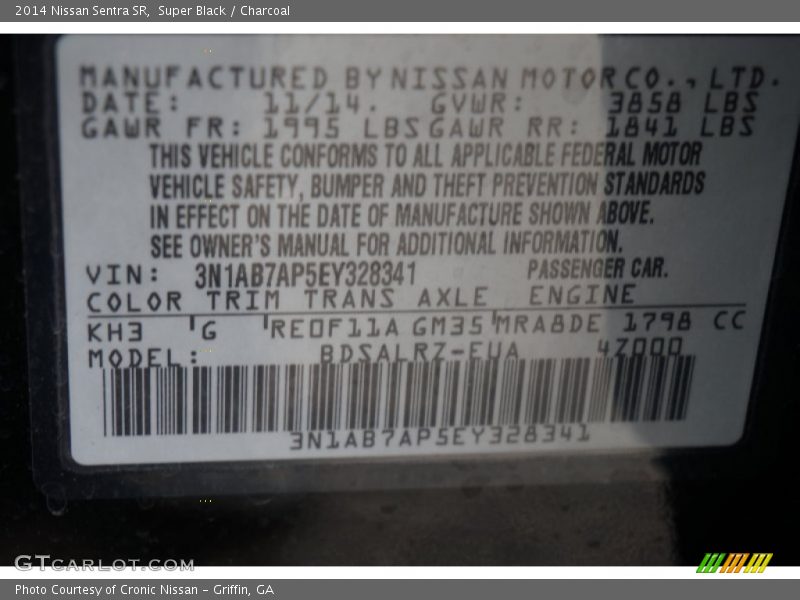 2014 Nissan Sentra SR, Super Black / Charcoal
MANUFACTURED BY NISSAN MOTOR CO., LTD.
DATE: 11/14. GVWR: 3858 LBS
GAWR FR: 1995 LBS GAWR RR: 1841 LBS
THIS VEHICLE CONFORMS TO ALL APPLICABLE FEDERAL MOTOR
VEHICLE SAFETY, BUMPER AND THEFT PREVENTION STANDARDS
IN EFFECT ON THE DATE OF MANUFACTURE SHOWN ABOVE.
SEE OWNER'S MANUAL FOR ADDITIONAL INFORMATION.
VIN: 3N1AB7AP5EY328341 PASSENGER CAR.
COLOR TRIM TRANS AXLE ENGINE
KH3 G RE0F11A GM35 MRA8DE 1798 CC
MODEL: BDSALRZ-EUA 4Z000
3N1AB7AP5EY328341
GTCARLOT.COM
Photo Courtesy of Cronic Nissan - Griffin, GA